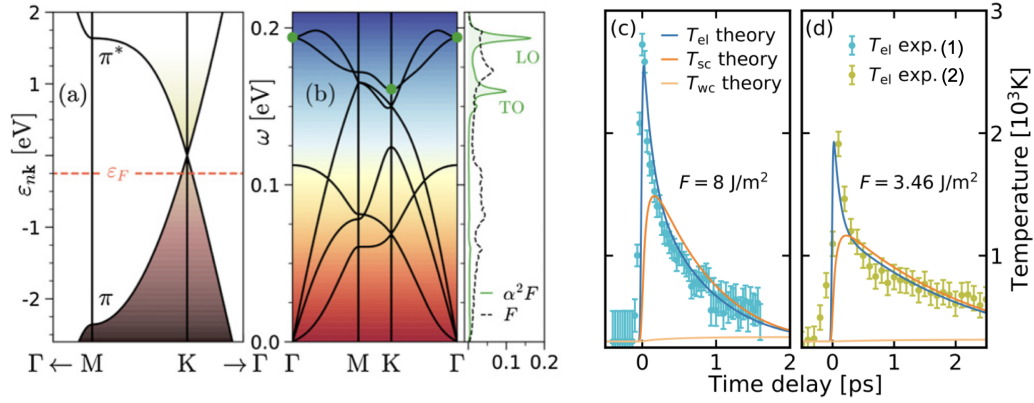 2
1
0
-1
-2
ε_nk [eV]
(a)
π*
ε_F
π
Γ ← M K → Γ
0.2
0.1
0.0
ω [eV]
(b)
Γ M K Γ
LO
TO
α²F
F
0.1 0.2
(c)
T_el theory
T_sc theory
T_wc theory
F = 8 J/m²
0 1 2
(d)
T_el exp. (1)
T_el exp. (2)
F = 3.46 J/m²
0 1 2
3
2
1
Temperature [10³K]
Time delay [ps]